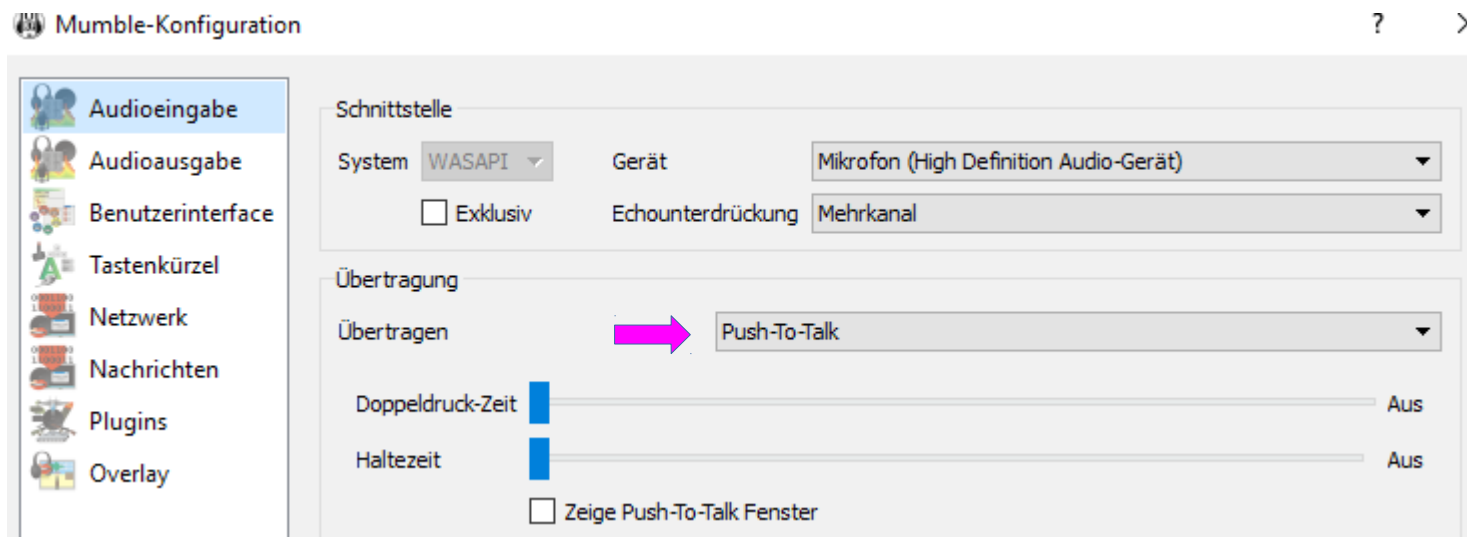 Mumble-Konfiguration ?
Audioeingabe
Audioausgabe
Benutzerinterface
Tastenkürzel
Netzwerk
Nachrichten
Plugins
Overlay
Schnittstelle
System WASAPI Gerät Mikrofon (High Definition Audio-Gerät)
Exklusiv Echounterdrückung Mehrkanal
Übertragung
Übertragen Push-To-Talk
Doppeldruck-Zeit Aus
Haltezeit Aus
Zeige Push-To-Talk Fenster